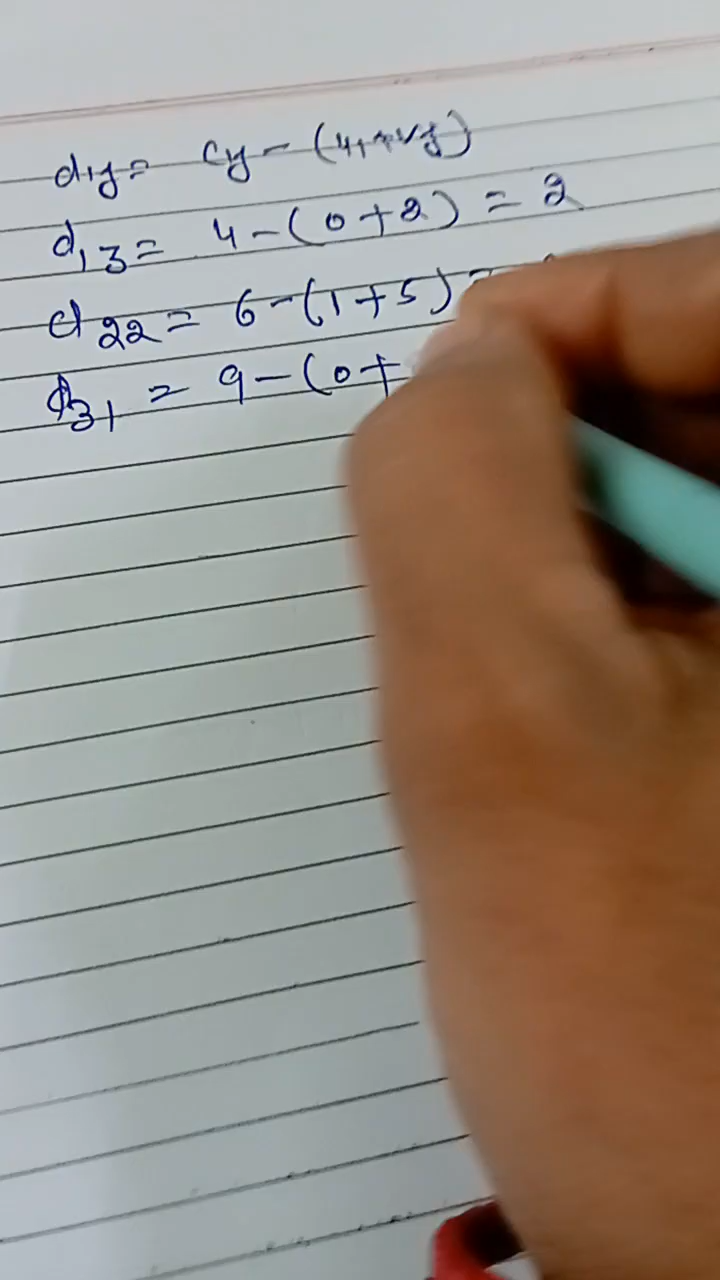 dij = Cij - (ui + vj)
d13 = 4 - (0 + 2) = 2
d22 = 6 - (1 + 5) =
d31 = 9 - (0 +